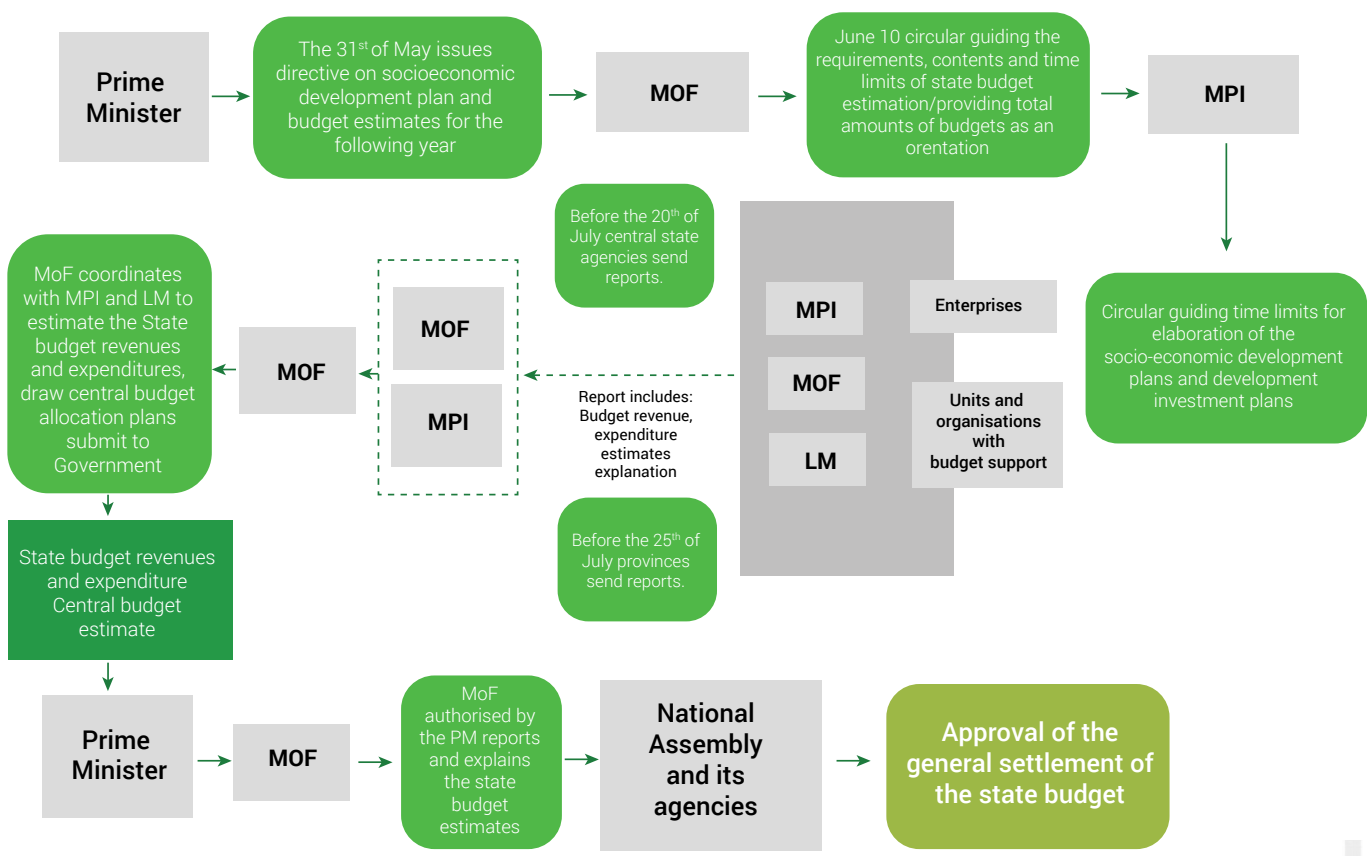 Prime
Minister
The 31st of May issues
directive on socioeconomic
development plan and
budget estimates for the
following year
MOF
June 10 circular guiding the
requirements, contents and time
limits of state budget
estimation/providing total
amounts of budgets as an
orentation
MPI
Circular guiding time limits for
elaboration of the
socio-economic development
plans and development
investment plans
Before the 20th of
July central state
agencies send
reports.
MPI
MOF
LM
Enterprises
Units and
organisations
with
budget support
Report includes:
Budget revenue,
expenditure
estimates
explanation
Before the 25th of
July provinces
send reports.
MOF
MPI
MOF
MoF coordinates
with MPI and LM to
estimate the State
budget revenues
and expenditures,
draw central budget
allocation plans
submit to
Government
State budget revenues
and expenditure
Central budget
estimate
Prime
Minister
MOF
MoF
authorised by
the PM reports
and explains
the state
budget
estimates
National
Assembly
and its
agencies
Approval of the
general settlement of
the state budget